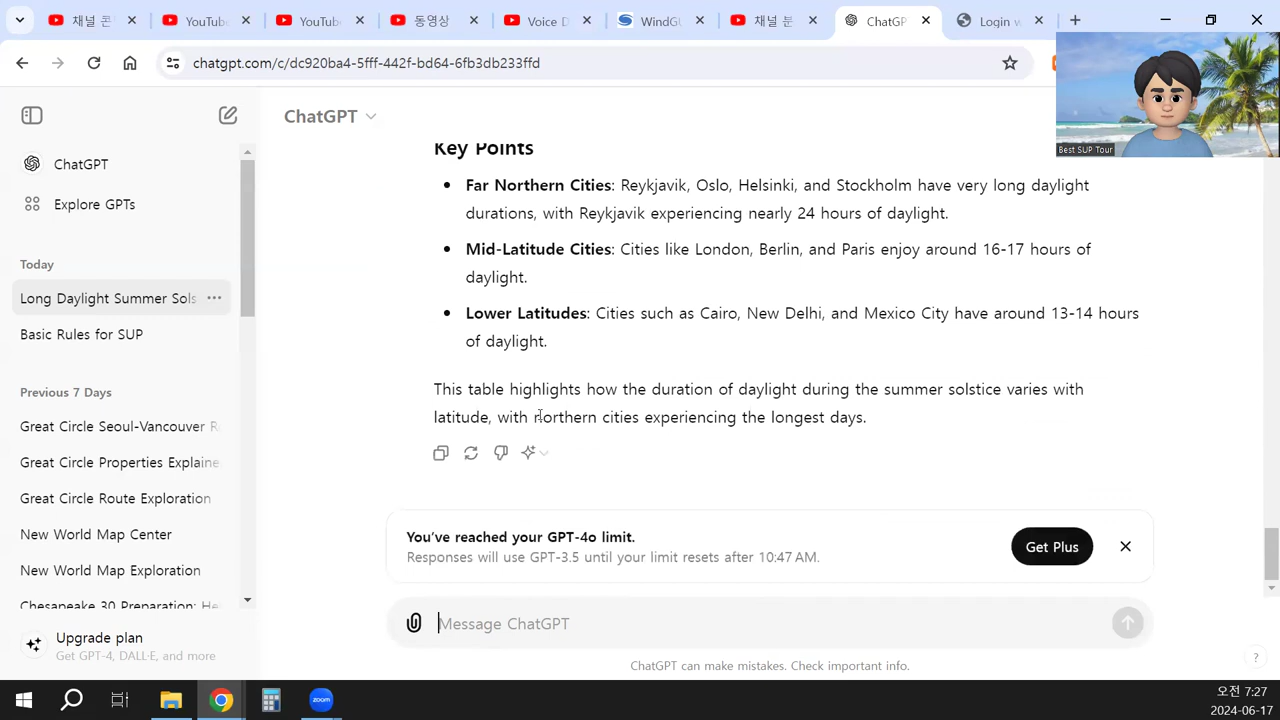 채널 콘
YouTub
YouTub
동영상
Voice D
WindGU
채널 분
ChatGP
Login w
chatgpt.com/c/dc920ba4-5fff-442f-bd64-6fb3db233ffd
Best SUP Tour
ChatGPT
ChatGPT
Explore GPTs
Today
Long Daylight Summer Sols
Basic Rules for SUP
Previous 7 Days
Great Circle Seoul-Vancouver R
Great Circle Properties Explaine
Great Circle Route Exploration
New World Map Center
New World Map Exploration
Chesapeake 30 Preparation: He
Upgrade plan
Get GPT-4, DALL·E, and more
Key Points
• Far Northern Cities: Reykjavik, Oslo, Helsinki, and Stockholm have very long daylight
durations, with Reykjavik experiencing nearly 24 hours of daylight.
• Mid-Latitude Cities: Cities like London, Berlin, and Paris enjoy around 16-17 hours of
daylight.
• Lower Latitudes: Cities such as Cairo, New Delhi, and Mexico City have around 13-14 hours
of daylight.
This table highlights how the duration of daylight during the summer solstice varies with
latitude, with northern cities experiencing the longest days.
You've reached your GPT-4o limit.
Responses will use GPT-3.5 until your limit resets after 10:47 AM.
Get Plus
Message ChatGPT
ChatGPT can make mistakes. Check important info.
?
zoom
오전 7:27
2024-06-17